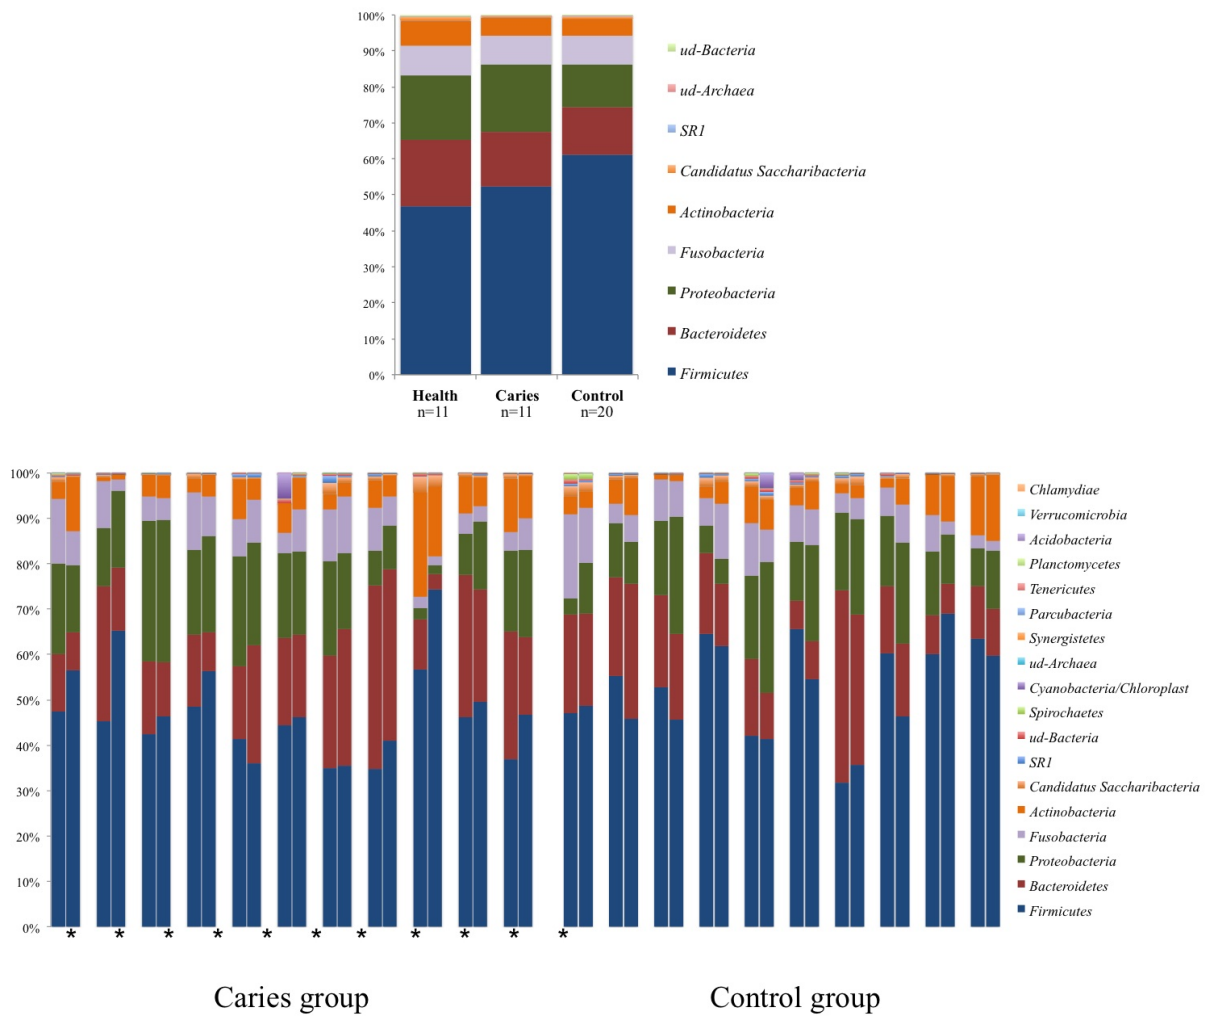 100%
90%
80%
70%
60%
50%
40%
30%
20%
10%
0%
Health
n=11
Caries
n=11
Control
n=20
ud-Bacteria
ud-Archaea
SR1
Candidatus Saccharibacteria
Actinobacteria
Fusobacteria
Proteobacteria
Bacteroidetes
Firmicutes
100%
90%
80%
70%
60%
50%
40%
30%
20%
10%
0%
* * * * * * * * * * *
Caries group
Control group
Chlamydiae
Verrucomicrobia
Acidobacteria
Planctomycetes
Tenericutes
Parcubacteria
Synergistetes
ud-Archaea
Cyanobacteria/Chloroplast
Spirochaetes
ud-Bacteria
SR1
Candidatus Saccharibacteria
Actinobacteria
Fusobacteria
Proteobacteria
Bacteroidetes
Firmicutes